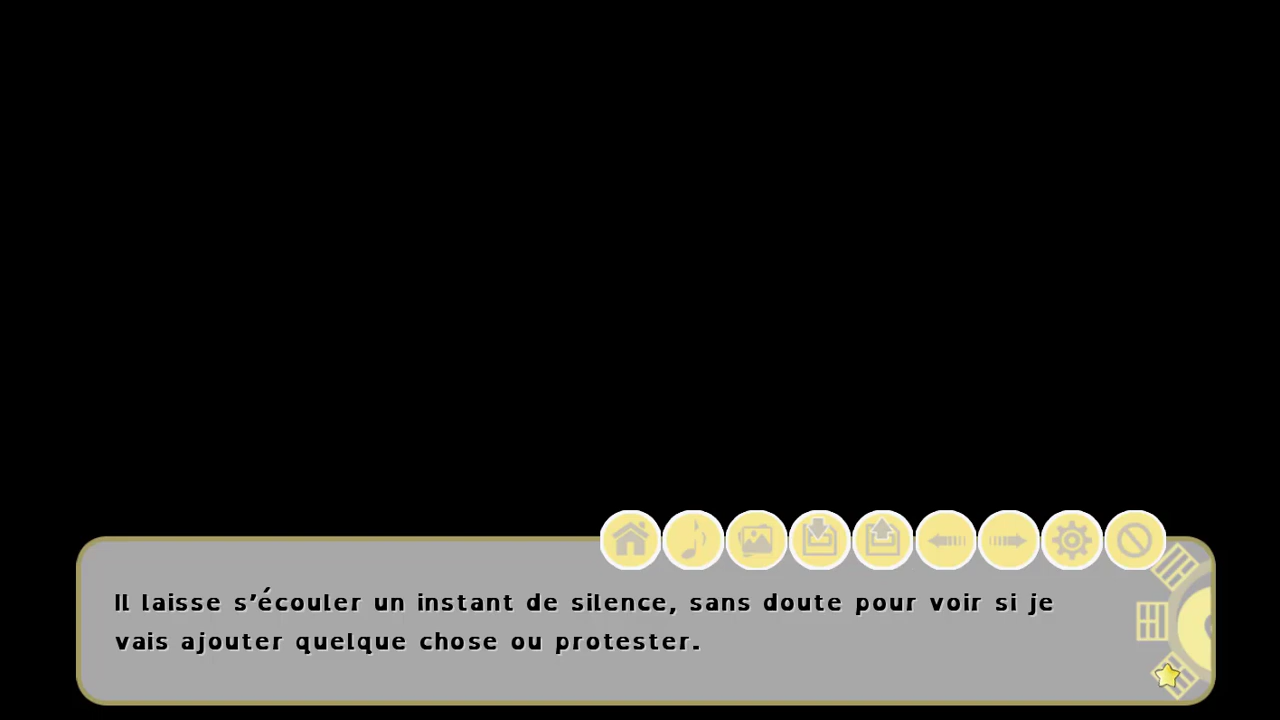 Il laisse s’écouler un instant de silence, sans doute pour voir si je
vais ajouter quelque chose ou protester.